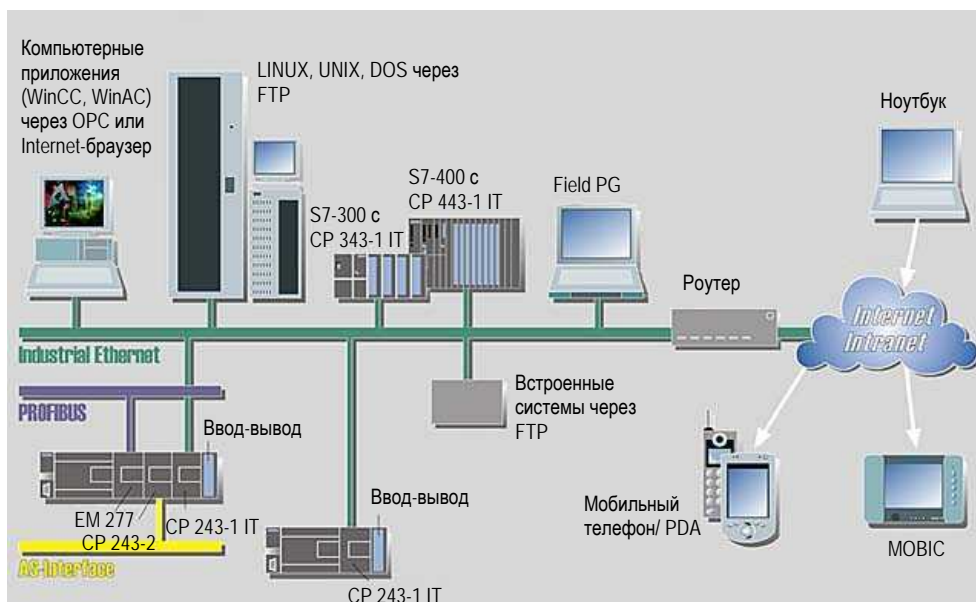 Компьютерные
приложения
(WinCC, WinAC)
через OPC или
Internet-браузер
LINUX, UNIX, DOS через
FTP
S7-300 с
CP 343-1 IT
S7-400 с
CP 443-1 IT
Field PG
Ноутбук
Роутер
Internet
Intranet
Industrial Ethernet
PROFIBUS
Ввод-вывод
EM 277
CP 243-2
CP 243-1 IT
AS-Interface
Ввод-вывод
CP 243-1 IT
Встроенные
системы через
FTP
Мобильный
телефон/ PDA
MOBIC